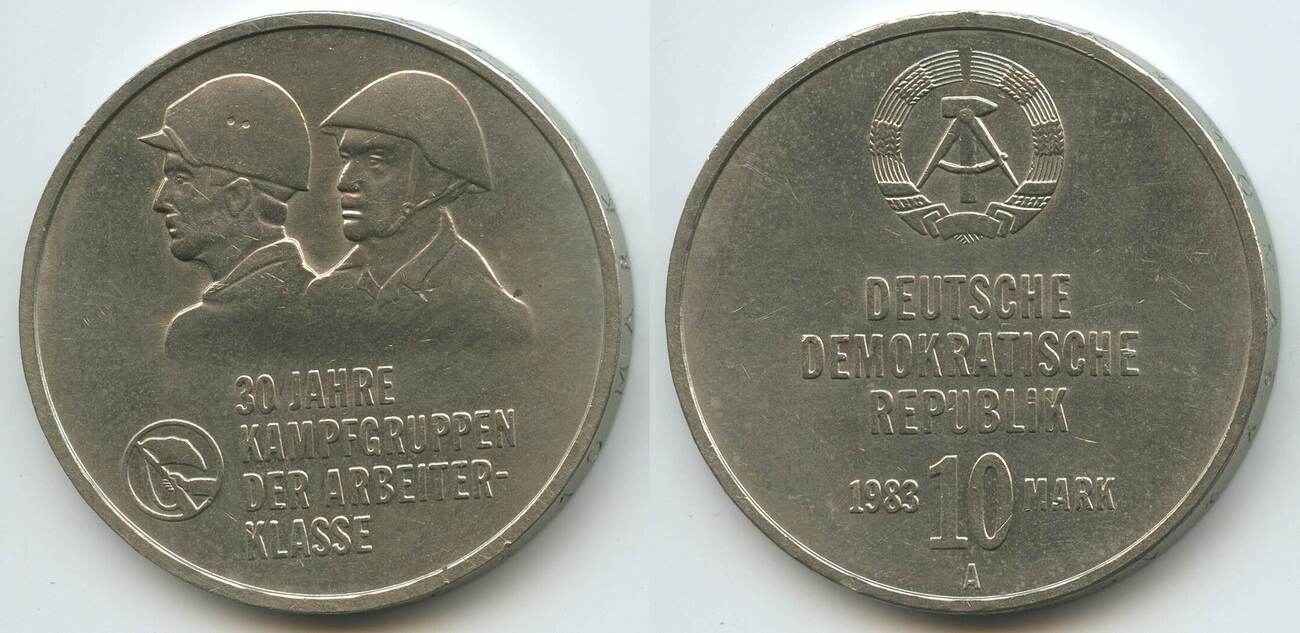 30 JAHRE
KAMPFGRUPPEN
DER ARBEITER-
KLASSE
DEUTSCHE
DEMOKRATISCHE
REPUBLIK
1983 10 MARK
A